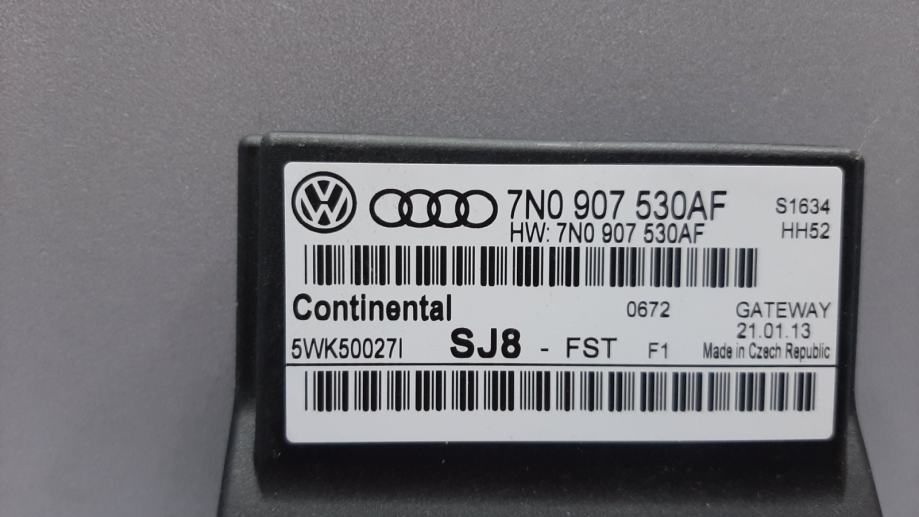 7N0 907 530AF S1634
HW: 7N0 907 530AF HH52
Continental 0672 GATEWAY
21.01.13
5WK50027I SJ8 - FST F1 Made in Czech Republic